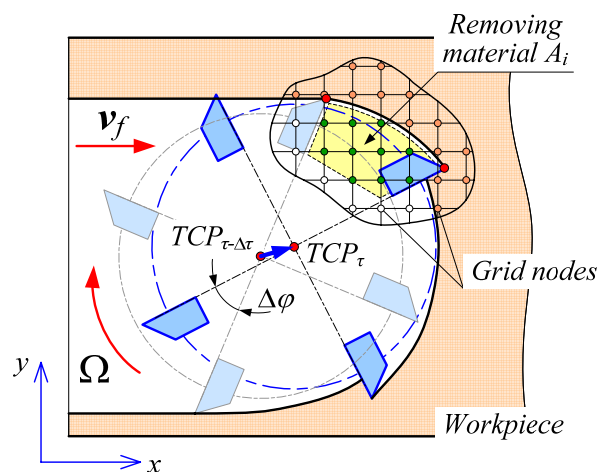 Removing
material Aᵢ
v_f
TCP_τ-Δτ
TCP_τ
Grid nodes
Δφ
Ω
y
x
Workpiece